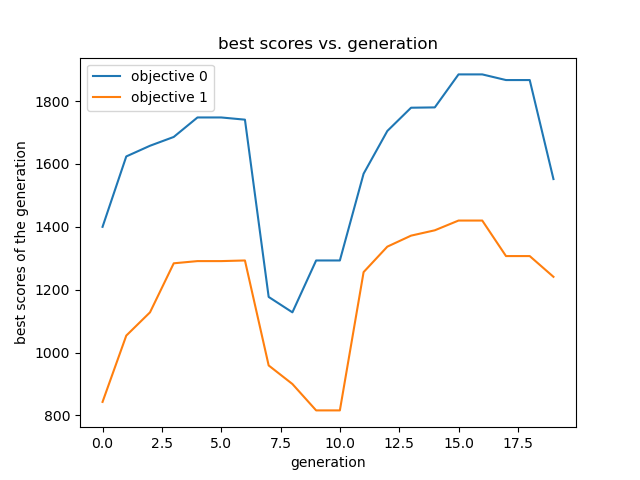 best scores vs. generation
objective 0
objective 1
best scores of the generation
1800
1600
1400
1200
1000
800
0.0 2.5 5.0 7.5 10.0 12.5 15.0 17.5
generation